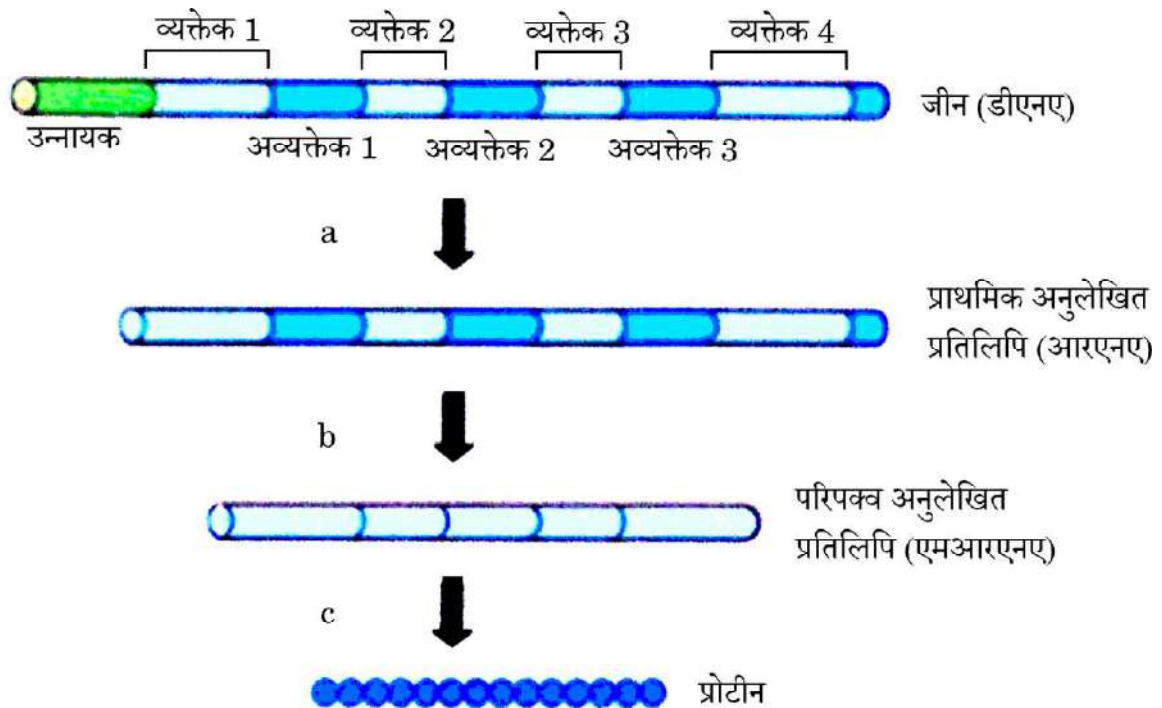 व्यक्तेक 1 व्यक्तेक 2 व्यक्तेक 3 व्यक्तेक 4
जीन (डीएनए)
उन्नायक
अव्यक्तेक 1 अव्यक्तेक 2 अव्यक्तेक 3
a
प्राथमिक अनुलेखित
प्रतिलिपि (आरएनए)
b
परिपक्व अनुलेखित
प्रतिलिपि (एमआरएनए)
c
प्रोटीन